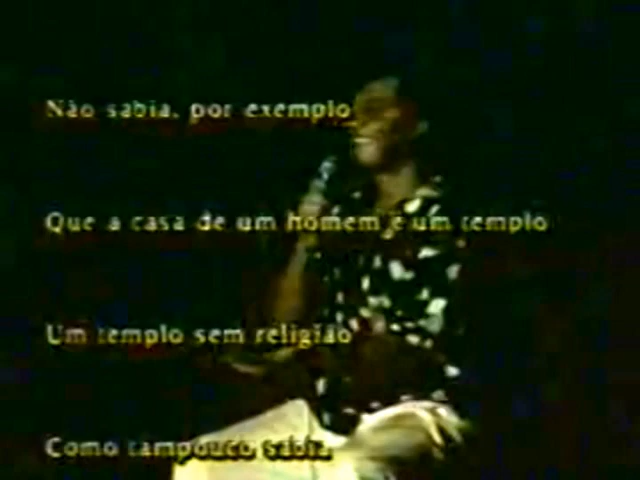 Não sabia, por exemplo
Que a casa de um homem é um templo
Um templo sem religião
Como tampouco sabia